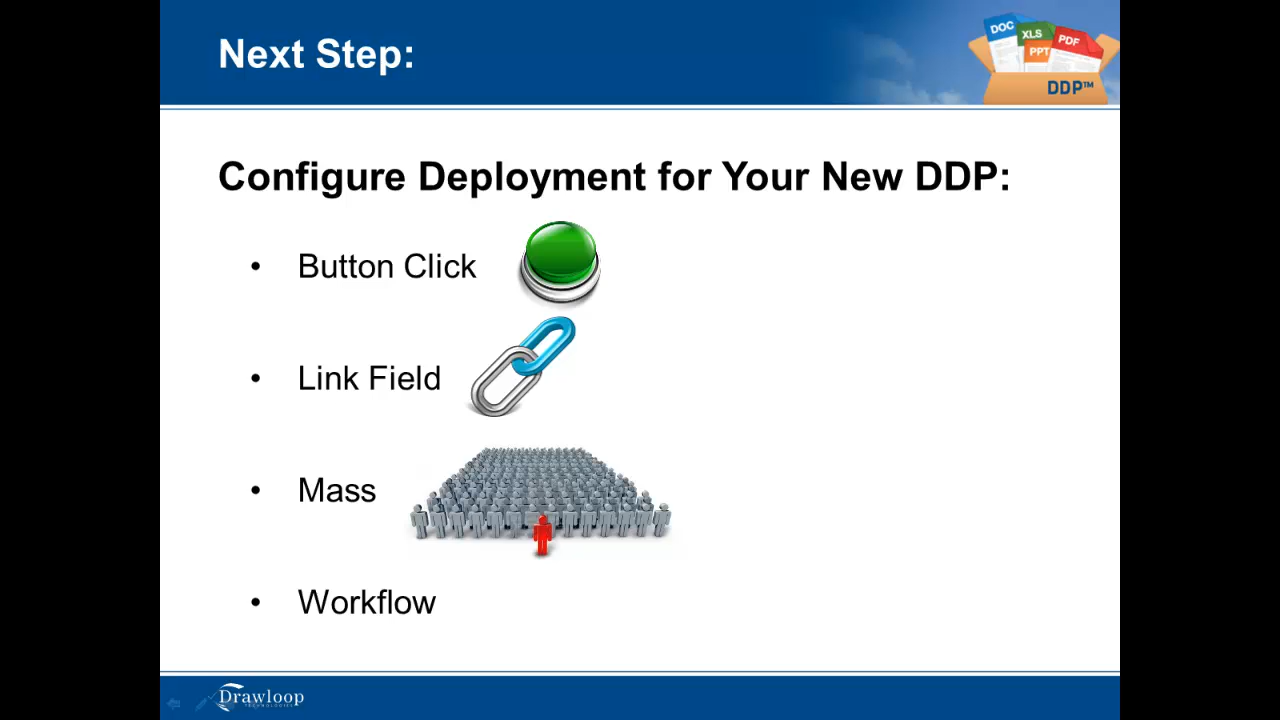 Next Step:
DOC
XLS
PPT
PDF
DDP™
Configure Deployment for Your New DDP:
• Button Click
• Link Field
• Mass
• Workflow
Drawloop
TECHNOLOGIES